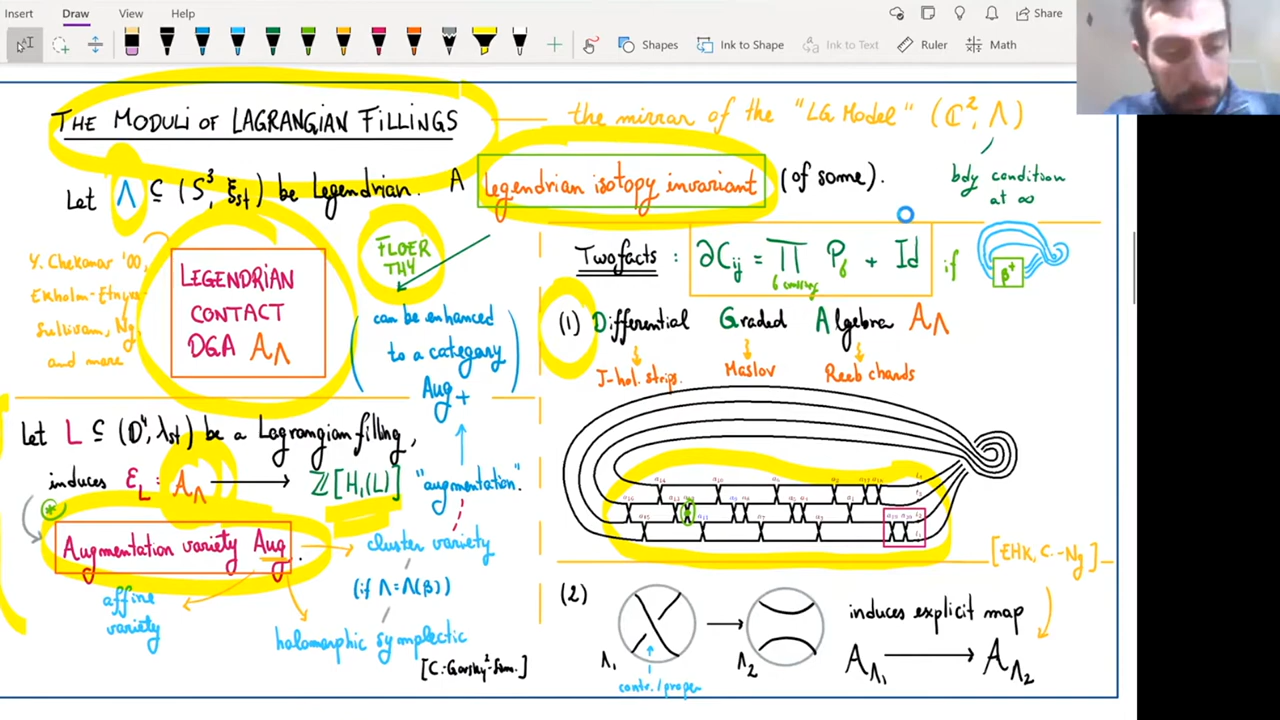 Insert Draw View Help
Share
Shapes Ink to Shape Ink to Text Ruler Math
THE MODULI OF LAGRANGIAN FILLINGS
the mirror of the "LG Model" (ℂ², Λ)
bdy condition
at ∞
Let Λ ⊆ (S³, ξst) be Legendrian. A Legendrian isotopy invariant (of some).
Y. Chekanov '00,
Ekholm-Etnyre-
Sullivan, Ng,
and more
LEGENDRIAN
CONTACT
DGA AΛ
FLOER
THY
(can be enhanced
to a category
Aug+)
Let L ⊆ (D⁴, λst) be a Lagrangian filling,
induces εL : AΛ → ℤ[H₁(L)] "augmentation".
*
Augmentation variety Aug.
affine
variety
cluster variety
(if Λ=Λ(β))
holomorphic symplectic
[C.-Gorsky²-Sim.]
Two facts : ∂Cij = ∏ Pσ + Id if
β⁺
(1) Differential Graded Algebra AΛ
J-hol. strips. Maslov Reeb chords
[EHK, C.-Ng]
(2)
Λ₁ Λ₂
contr./proper
induces explicit map
AΛ₁ → AΛ₂